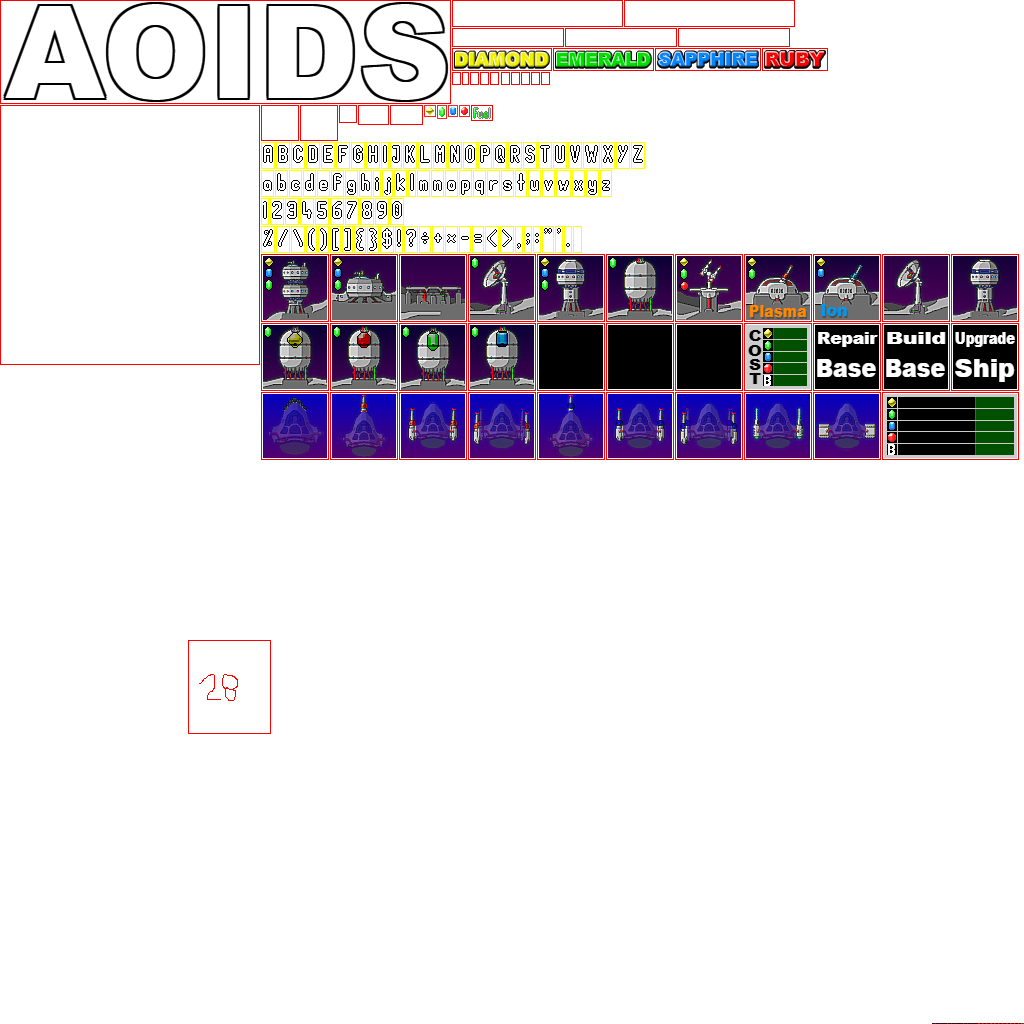 AOIDS
DIAMOND EMERALD SAPPHIRE RUBY
Fuel
ABCDEFGHIJKLMNOPQRSTUVWXYZ
abcdefghijklmnopqrstuvwxyz
1234567890
%/\()[]{}$!?÷+×-=<>,;:"'.
Plasma Ion
COST B Repair Base Build Base Upgrade Ship
B
28